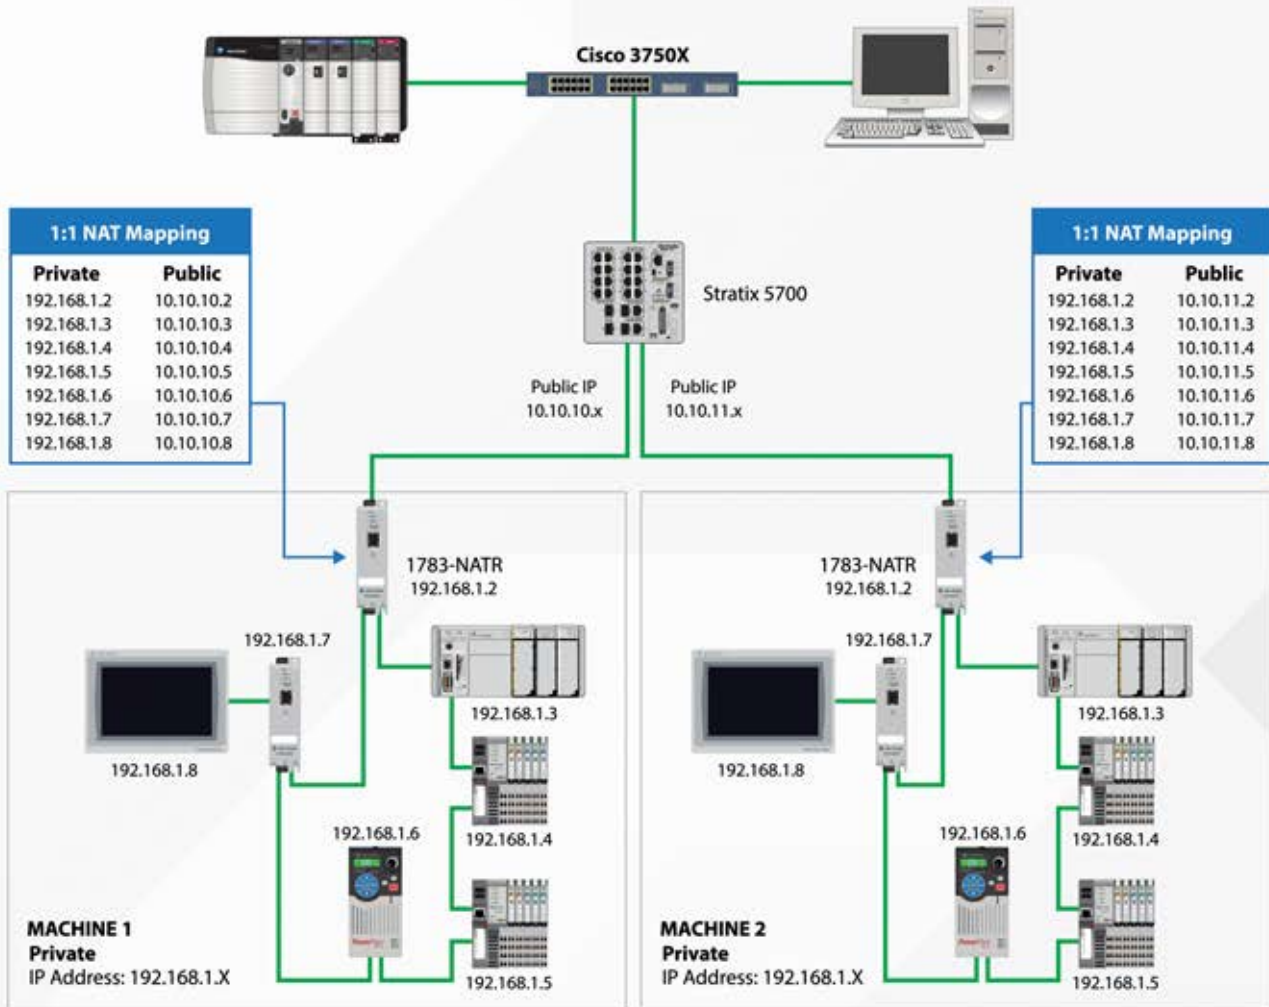 Cisco 3750X
1:1 NAT Mapping
Private Public
192.168.1.2 10.10.10.2
192.168.1.3 10.10.10.3
192.168.1.4 10.10.10.4
192.168.1.5 10.10.10.5
192.168.1.6 10.10.10.6
192.168.1.7 10.10.10.7
192.168.1.8 10.10.10.8
Stratix 5700
1:1 NAT Mapping
Private Public
192.168.1.2 10.10.11.2
192.168.1.3 10.10.11.3
192.168.1.4 10.10.11.4
192.168.1.5 10.10.11.5
192.168.1.6 10.10.11.6
192.168.1.7 10.10.11.7
192.168.1.8 10.10.11.8
Public IP
10.10.10.x
Public IP
10.10.11.x
1783-NATR
192.168.1.2
192.168.1.7
192.168.1.3
192.168.1.8
192.168.1.6
192.168.1.4
192.168.1.5
MACHINE 1
Private
IP Address: 192.168.1.X
1783-NATR
192.168.1.2
192.168.1.7
192.168.1.3
192.168.1.8
192.168.1.6
192.168.1.4
192.168.1.5
MACHINE 2
Private
IP Address: 192.168.1.X